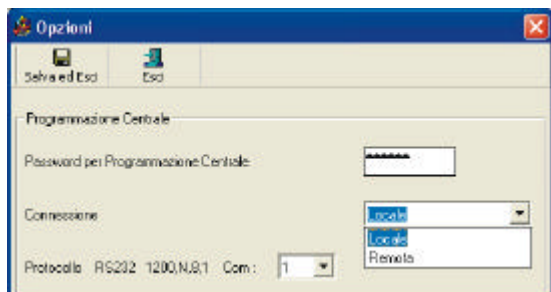 Opzioni
Salva ed Esci Esci
Programmazione Centrale
Password per Programmazione Centrale ******
Connessione Locale
Locale
Remota
Protocollo RS232 1200,N,8,1 Com: 1